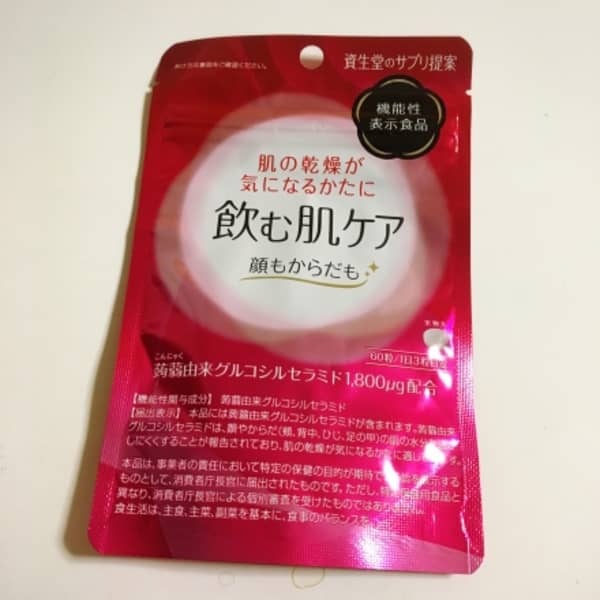 資生堂のサプリ提案
機能性
表示食品
肌の乾燥が
気になるかたに
飲む肌ケア
顔もからだも
60粒/1日3粒
こんにゃく
蒟蒻由来グルコシルセラミド1,800μg配合
【機能性関与成分】 蒟蒻由来グルコシルセラミド
【届出表示】 本品には蒟蒻由来グルコシルセラミドが含まれます。蒟蒻由来
グルコシルセラミドは、顔やからだ(頬、背中、ひじ、足の甲)の肌の水分
しにくくすることが報告されており、肌の乾燥が気になるかたに適し
本品は、事業者の責任において特定の保健の目的が期待で
ものとして、消費者庁長官に届出されたものです。ただし、特定
異なり、消費者庁長官による個別審査を受けたものではありま
食生活は、主食、主菜、副菜を基本に、食事のバランスを。